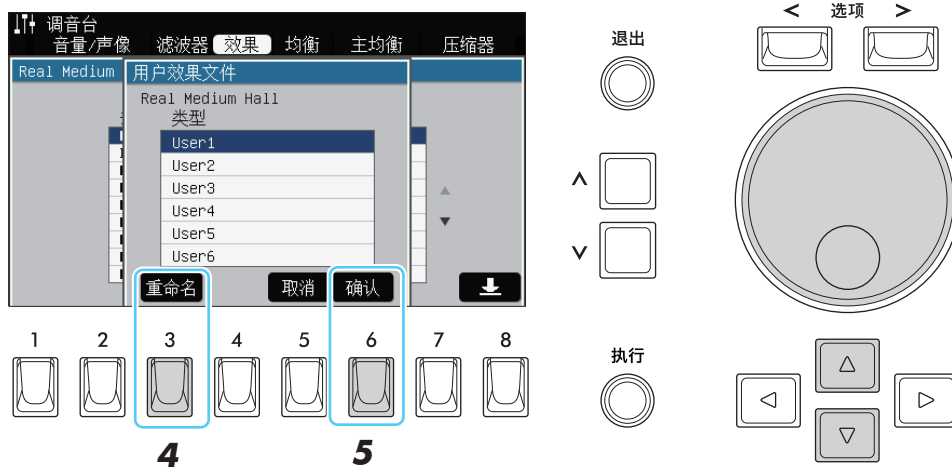 调音台
音量/声像 滤波器 效果 均衡 主均衡 压缩器
Real Medium
用户效果文件
Real Medium Hall
类型
User1
User2
User3
User4
User5
User6
重命名 取消 确认
1 2 3 4 5 6 7 8
4 5
退出
执行
< 选项 >